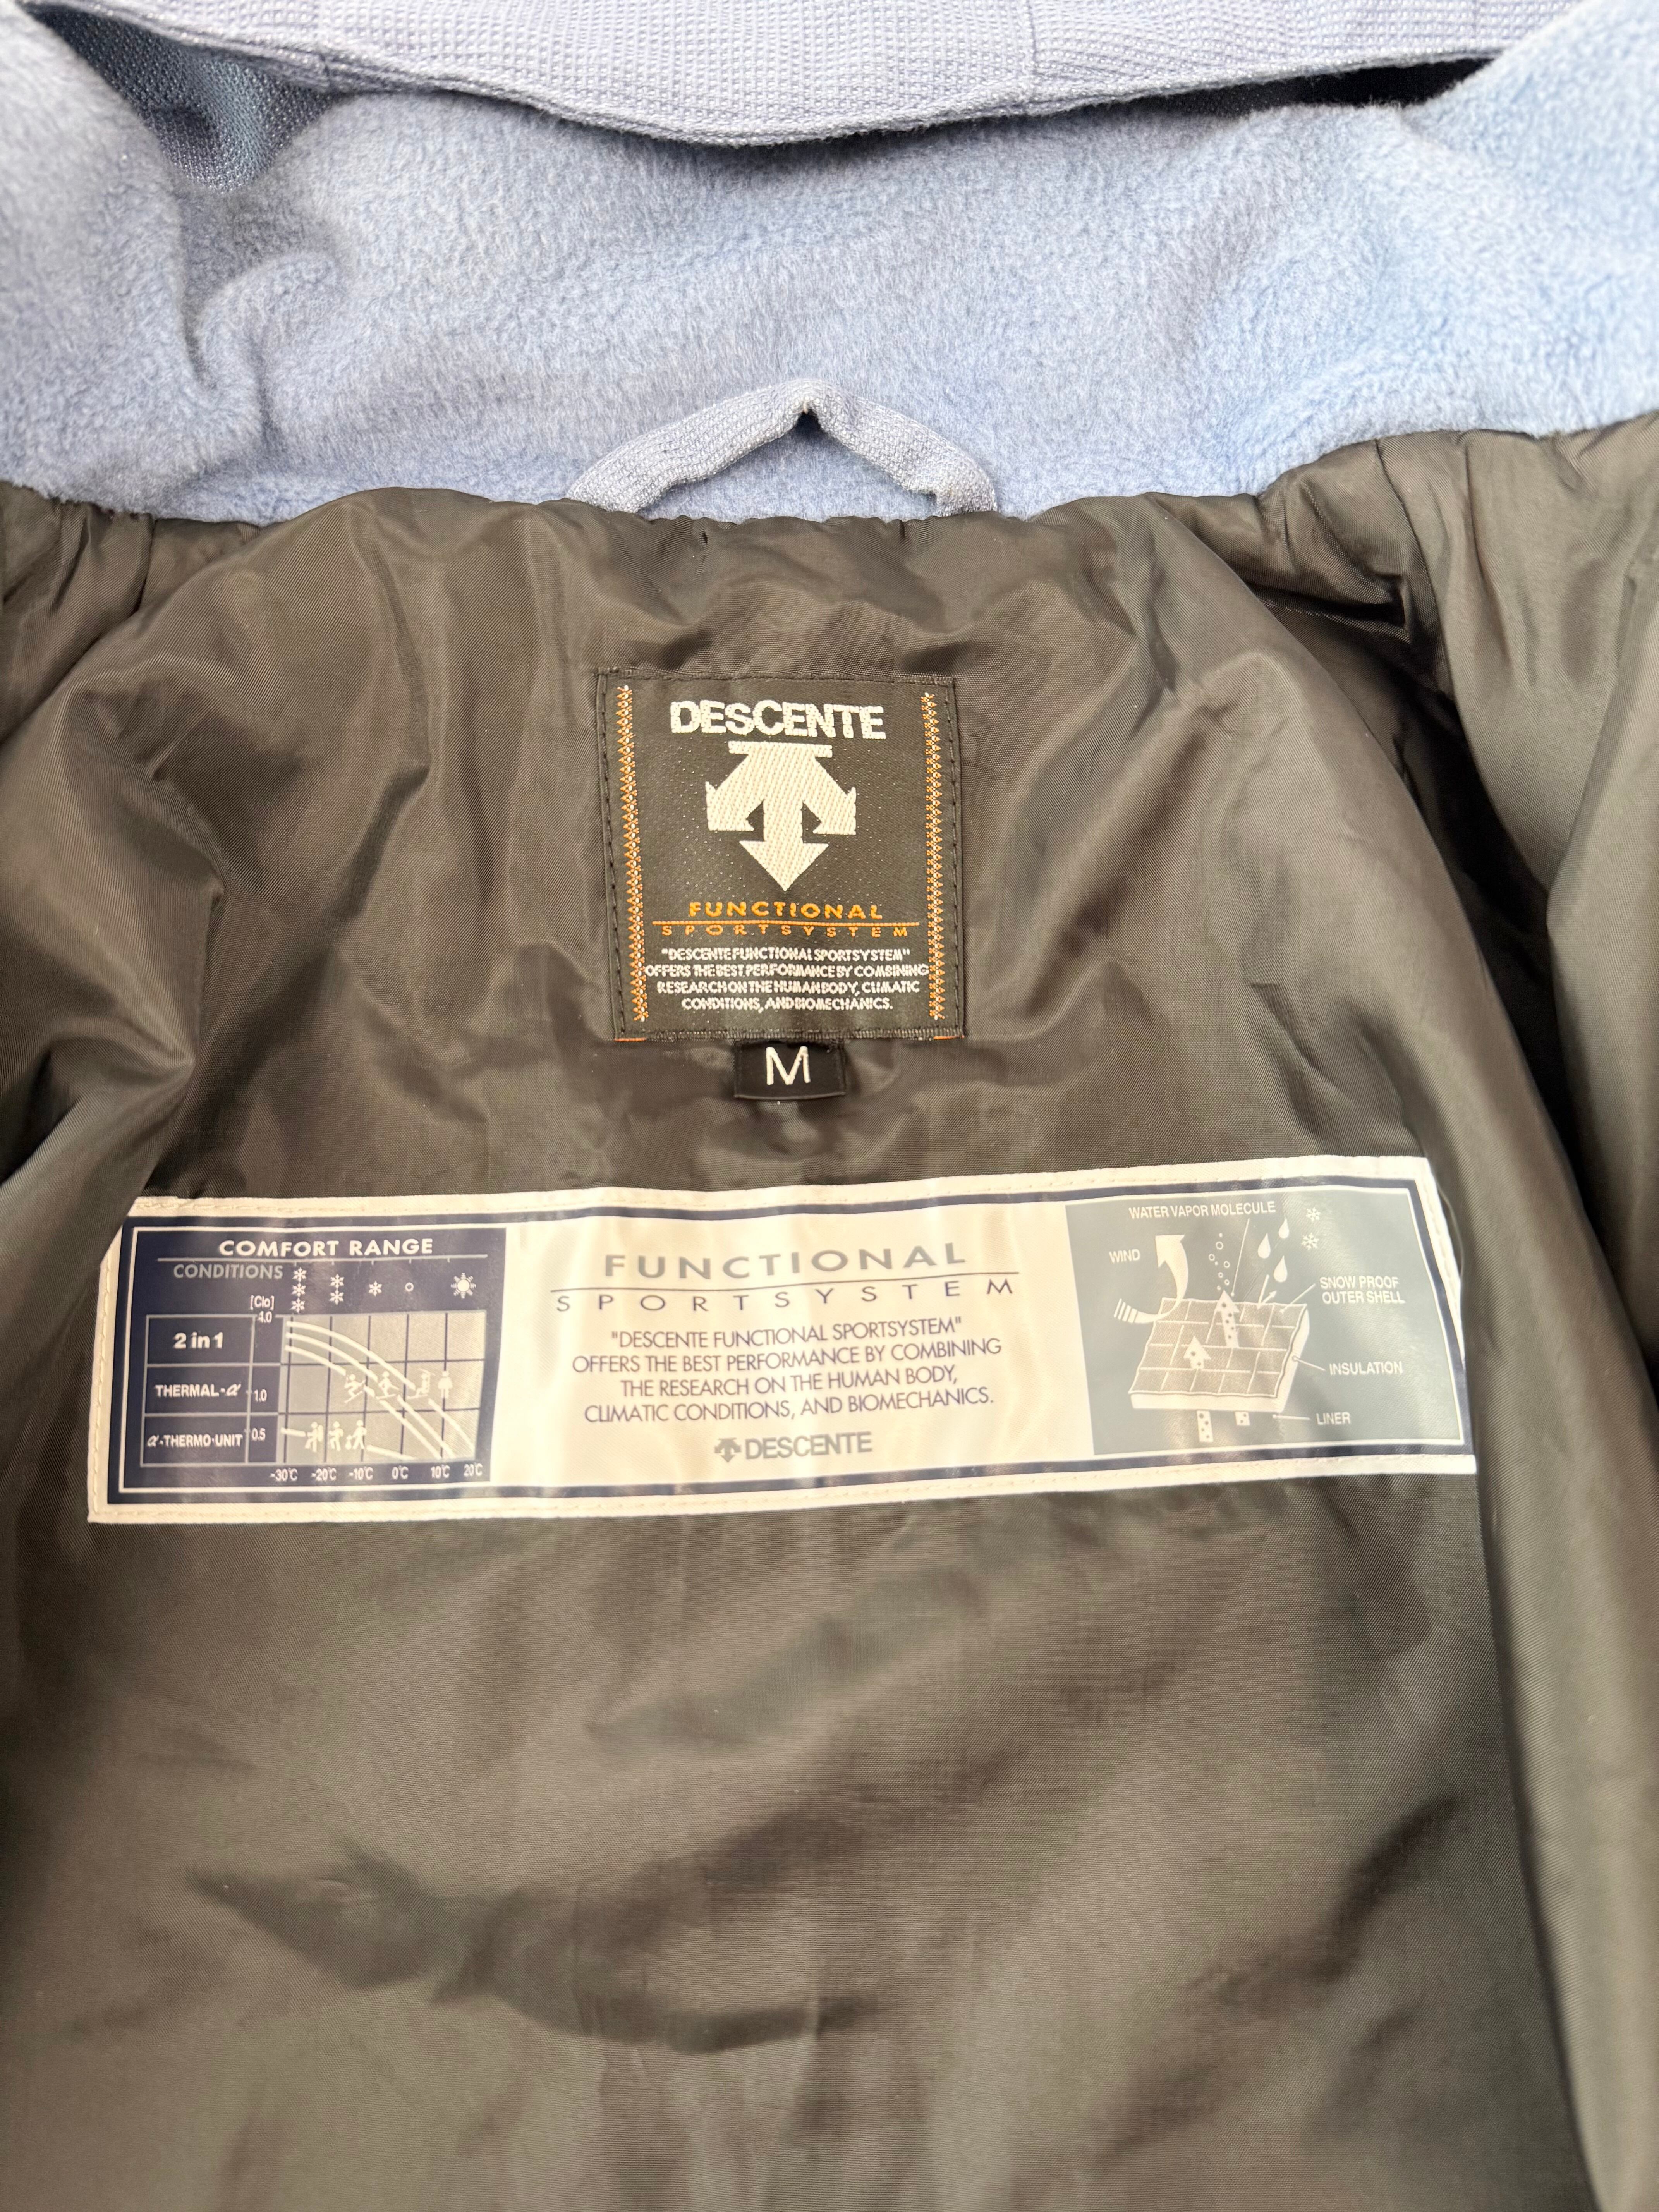 DESCENTE
FUNCTIONAL
SPORTSYSTEM
"DESCENTE FUNCTIONAL SPORTSYSTEM"
OFFERS THE BEST PERFORMANCE BY COMBINING
RESEARCH ON THE HUMAN BODY, CLIMATIC
CONDITIONS, AND BIOMECHANICS.
M
COMFORT RANGE
CONDITIONS
[Clo]
4.0
2 in 1
THERMAL-α
1.0
α-THERMO-UNIT
0.5
-30℃ -20℃ -10℃ 0℃ 10℃ 20℃
FUNCTIONAL
SPORTSYSTEM
"DESCENTE FUNCTIONAL SPORTSYSTEM"
OFFERS THE BEST PERFORMANCE BY COMBINING
THE RESEARCH ON THE HUMAN BODY,
CLIMATIC CONDITIONS, AND BIOMECHANICS.
DESCENTE
WATER VAPOR MOLECULE
WIND
SNOW PROOF
OUTER SHELL
INSULATION
LINER